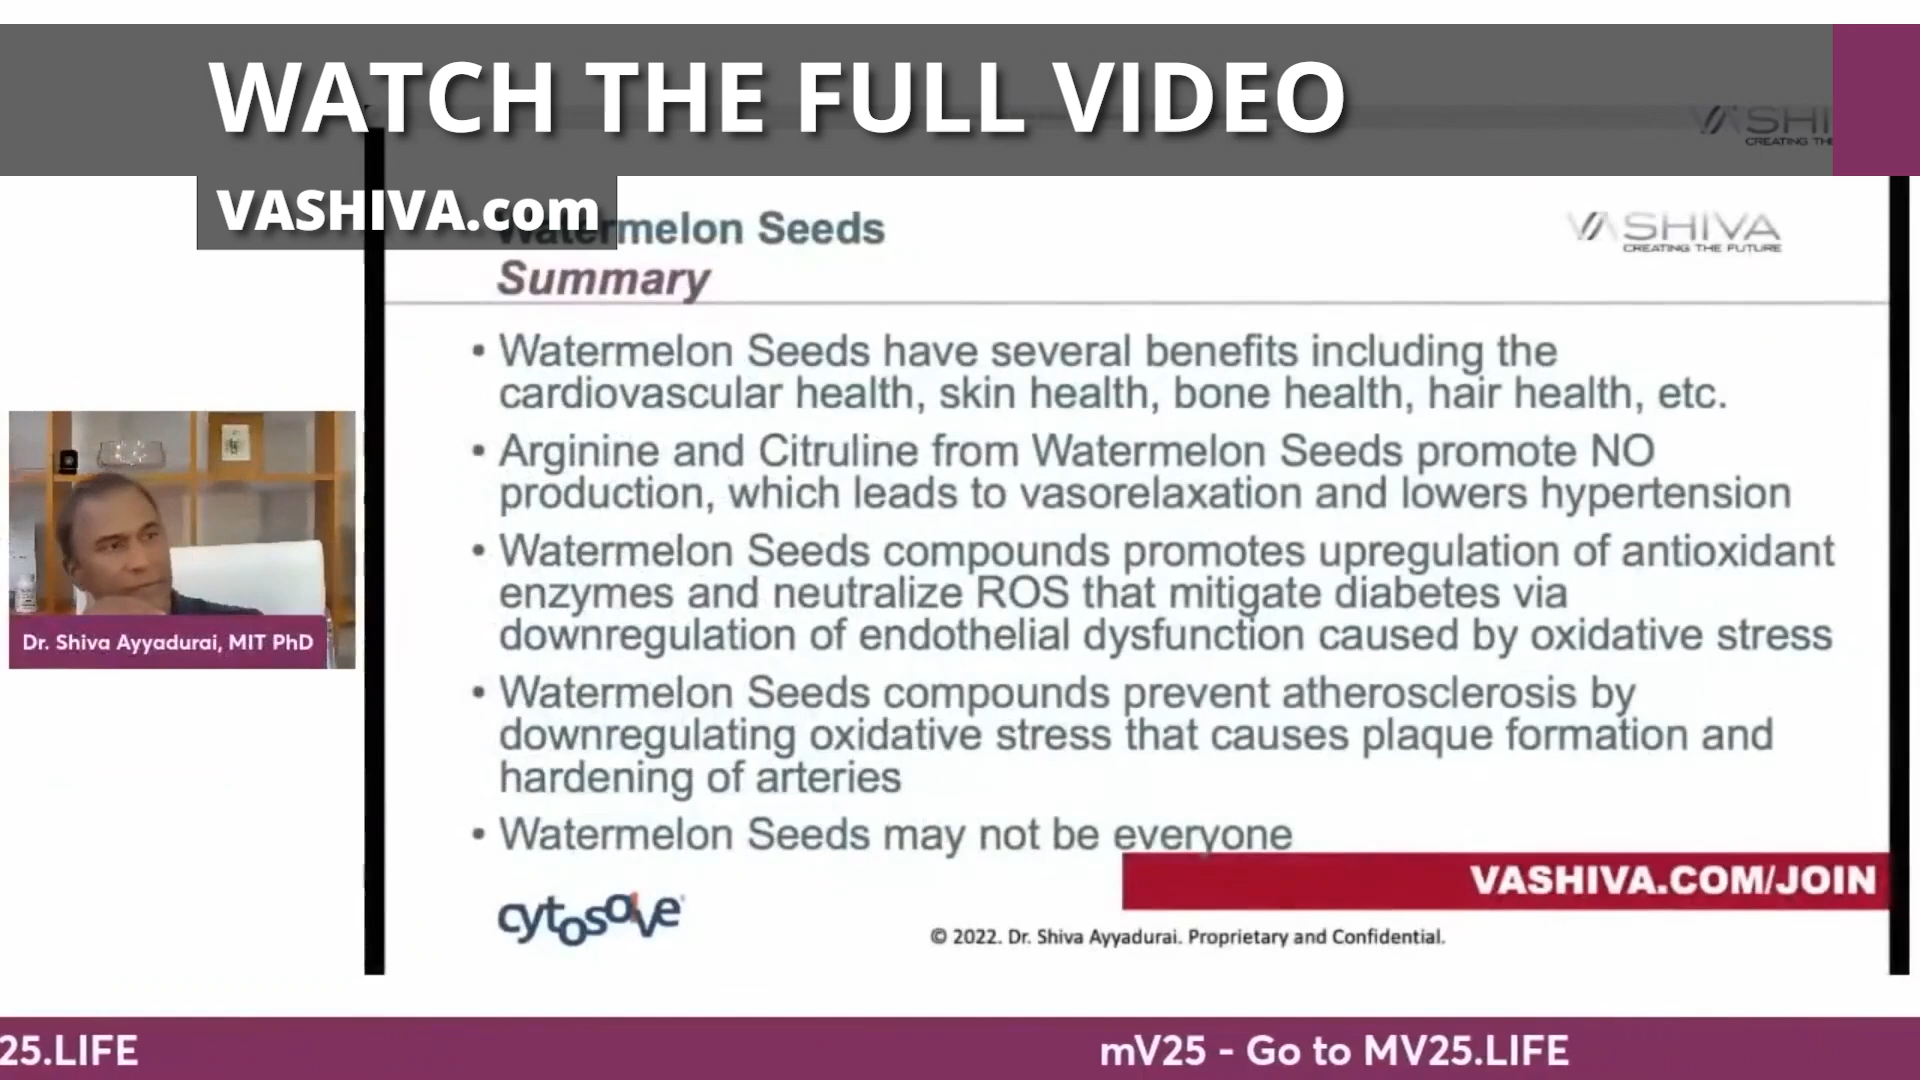 WATCH THE FULL VIDEO
VASHIVA.com
Watermelon Seeds
Summary
VASHI
CREATING THE
VASHIVA
CREATING THE FUTURE
• Watermelon Seeds have several benefits including the
cardiovascular health, skin health, bone health, hair health, etc.
• Arginine and Citruline from Watermelon Seeds promote NO
production, which leads to vasorelaxation and lowers hypertension
• Watermelon Seeds compounds promotes upregulation of antioxidant
enzymes and neutralize ROS that mitigate diabetes via
downregulation of endothelial dysfunction caused by oxidative stress
• Watermelon Seeds compounds prevent atherosclerosis by
downregulating oxidative stress that causes plaque formation and
hardening of arteries
• Watermelon Seeds may not be everyone
Dr. Shiva Ayyadurai, MIT PhD
VASHIVA.COM/JOIN
cytosolve
© 2022. Dr. Shiva Ayyadurai. Proprietary and Confidential.
25.LIFE
mV25 - Go to MV25.LIFE